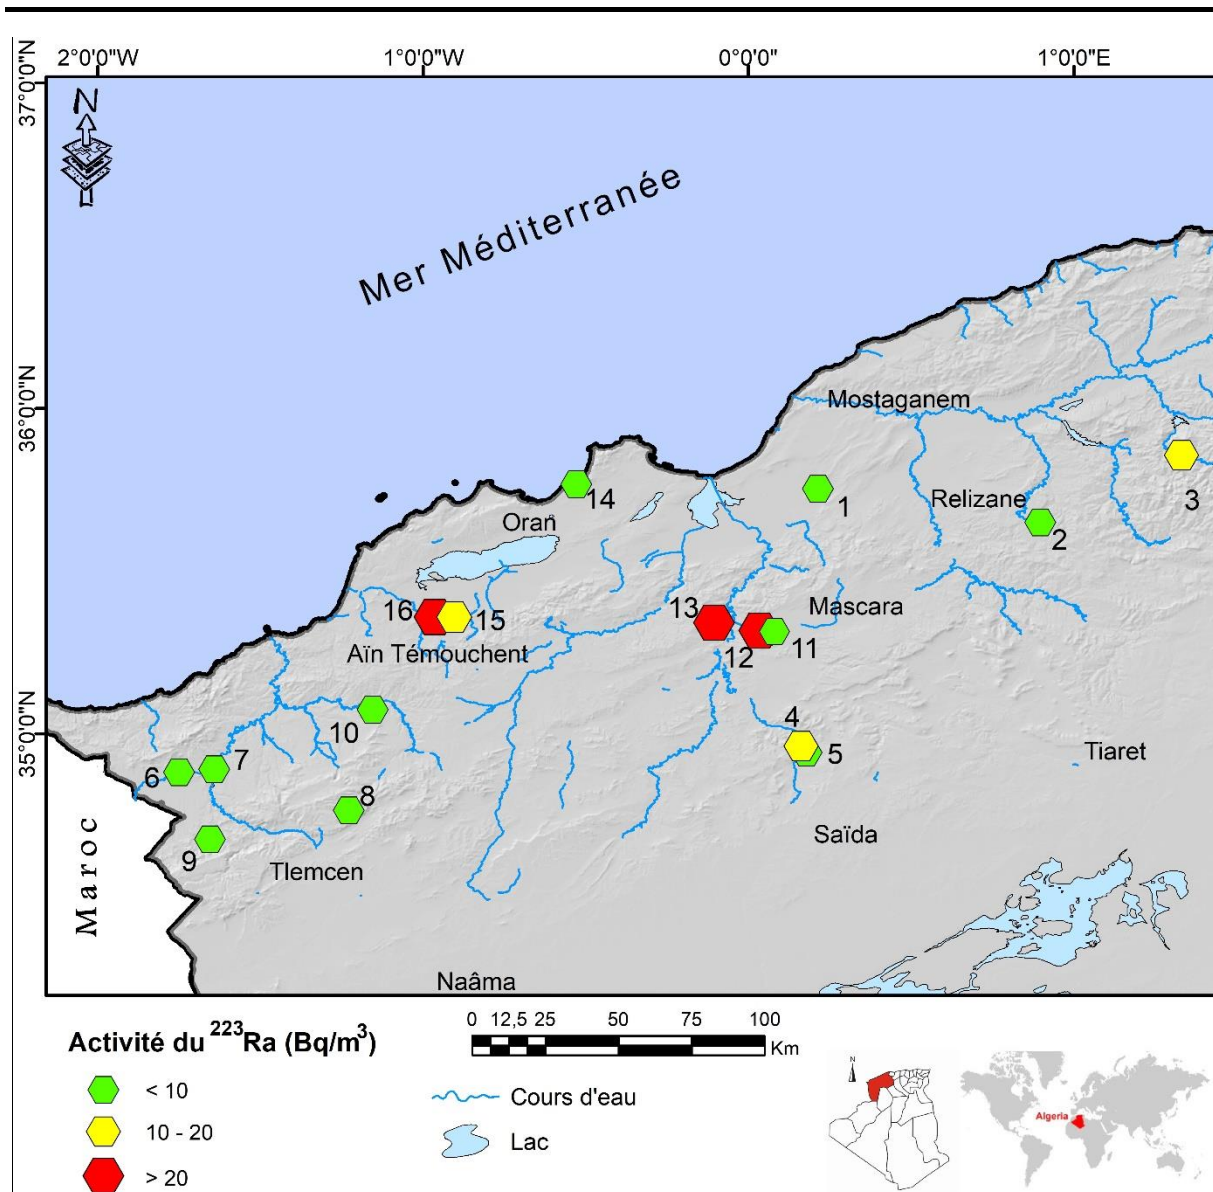 2°0'0"W 1°0'0"W 0°0'0" 1°0'0"E
37°0'0"N
36°0'0"N
35°0'0"N
N
Mer Méditerranée
Mostaganem
Relizane
3
1
2
14
Oran
16
15
Aïn Témouchent
13
12
11
Mascara
10
4
5
Tiaret
6
7
8
9
Saïda
Tlemcen
Maroc
Naâma
Activité du ²²³Ra (Bq/m³)
< 10
10 - 20
> 20
0 12,5 25 50 75 100
Km
Cours d'eau
Lac
N
Algeria